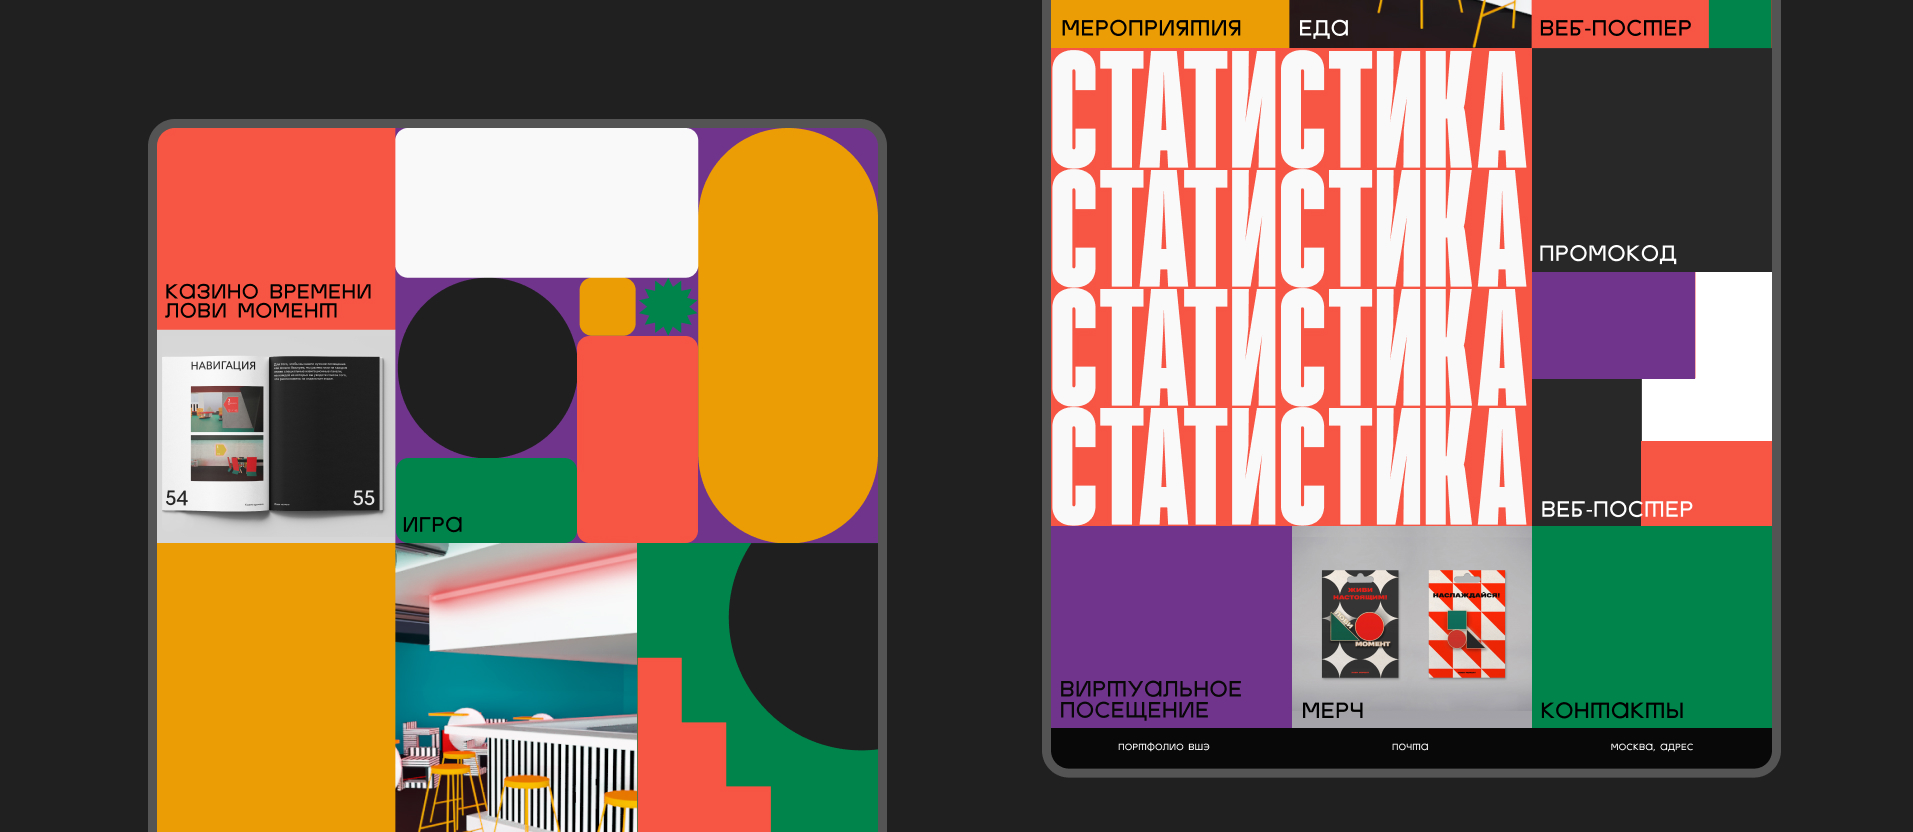 КАЗИНО ВРЕМЕНИ
ЛОВИ МОМЕНТ
НАВИГАЦИЯ
54
55
ИГРА
МЕРОПРИЯТИЯ
ЕДА
ВЕБ-ПОСТЕР
СТАТИСТИКА
СТАТИСТИКА
СТАТИСТИКА
СТАТИСТИКА
ПРОМОКОД
ВЕБ-ПОСТЕР
ВИРТУАЛЬНОЕ
ПОСЕЩЕНИЕ
ЖИВИ
НАСТОЯЩИМ!
ЛОВИ
МОМЕНТ
НАСЛАЖДАЙСЯ!
МЕРЧ
КОНТАКТЫ
ПОРТФОЛИО ВШЭ
ПОЧТА
МОСКВА, АДРЕС